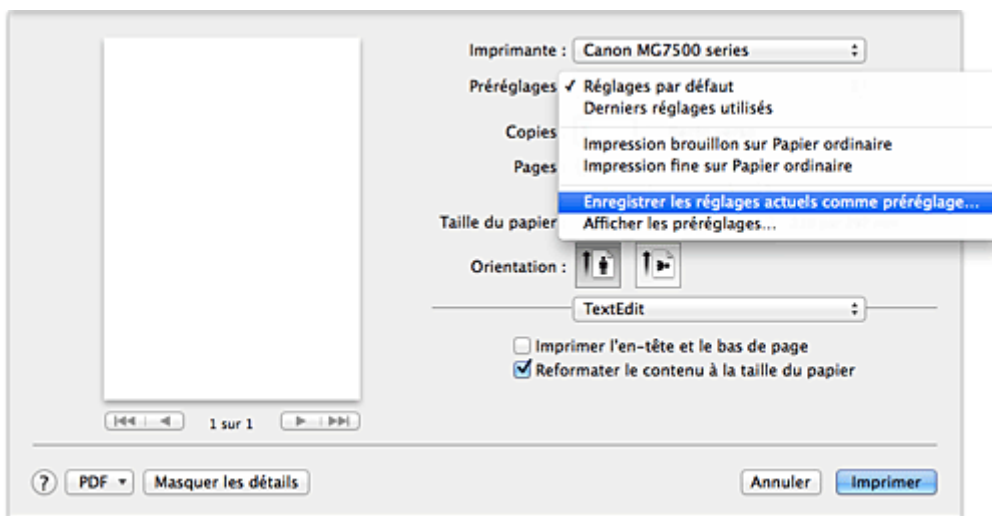 Imprimante : Canon MG7500 series
Préréglages ✓ Réglages par défaut
Derniers réglages utilisés
Copies
Impression brouillon sur Papier ordinaire
Pages
Impression fine sur Papier ordinaire
Enregistrer les réglages actuels comme préréglage...
Taille du papier
Afficher les préréglages...
Orientation :
TextEdit
Imprimer l'en-tête et le bas de page
Reformater le contenu à la taille du papier
1 sur 1
? PDF Masquer les détails Annuler Imprimer